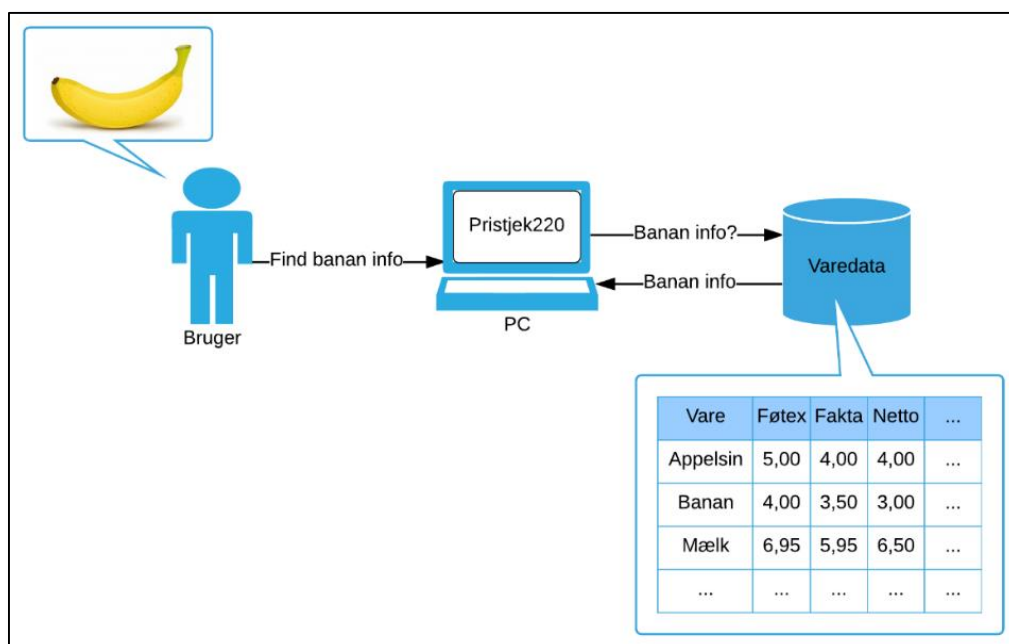 Pristjek220
Find banan info
Banan info?
Banan info
Varedata
Bruger
PC
Vare Føtex Fakta Netto ...
Appelsin 5,00 4,00 4,00 ...
Banan 4,00 3,50 3,00 ...
Mælk 6,95 5,95 6,50 ...
... ... ... ... ...